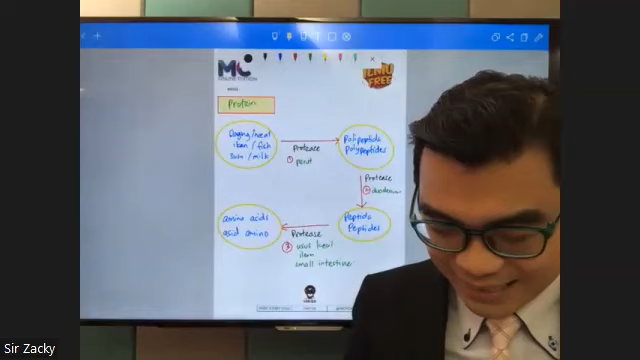 MC
ILMU
FREE
Protein
Daging/meat
ikan / fish
susu / milk
Protease
① perut
Polipeptida
Polypeptides
Protease
② duodenum
Peptida
Peptides
Protease
③ usus kecil
ileum
small intestine
amino acids
asid amino
Sir Zacky